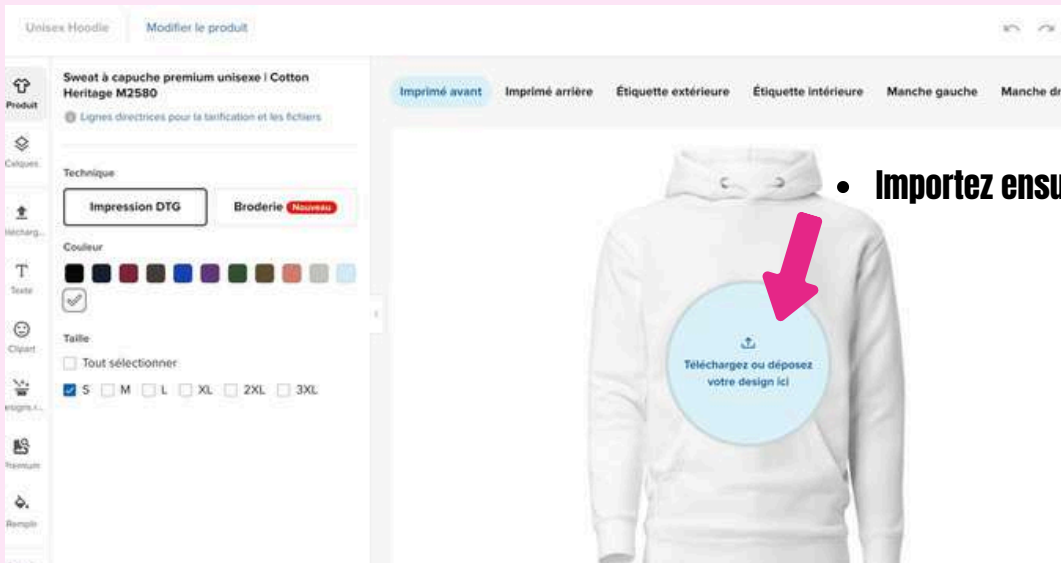 Unisex Hoodie Modifier le produit
Produit
Calques
Texte
Clipart
Premium
Remplir
Sweat à capuche premium unisexe | Cotton
Heritage M2580
Lignes directrices pour la tarification et les fichiers
Technique
Impression DTG Broderie Nouveau
Couleur
Taille
Tout sélectionner
S M L XL 2XL 3XL
Imprimé avant Imprimé arrière Étiquette extérieure Étiquette intérieure Manche gauche Manche dr
Importez ensu
Téléchargez ou déposez
votre design ici